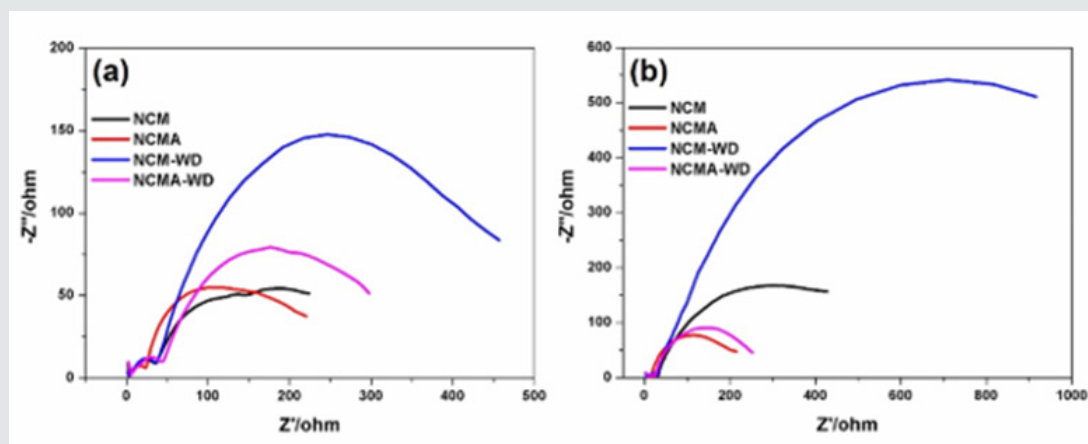 (a)
NCM
NCMA
NCM-WD
NCMA-WD
200
150
100
50
0
-Z''/ohm
0 100 200 300 400 500
Z'/ohm
(b)
NCM
NCMA
NCM-WD
NCMA-WD
600
500
400
300
200
100
0
-Z''/ohm
0 200 400 600 800 1000
Z'/ohm